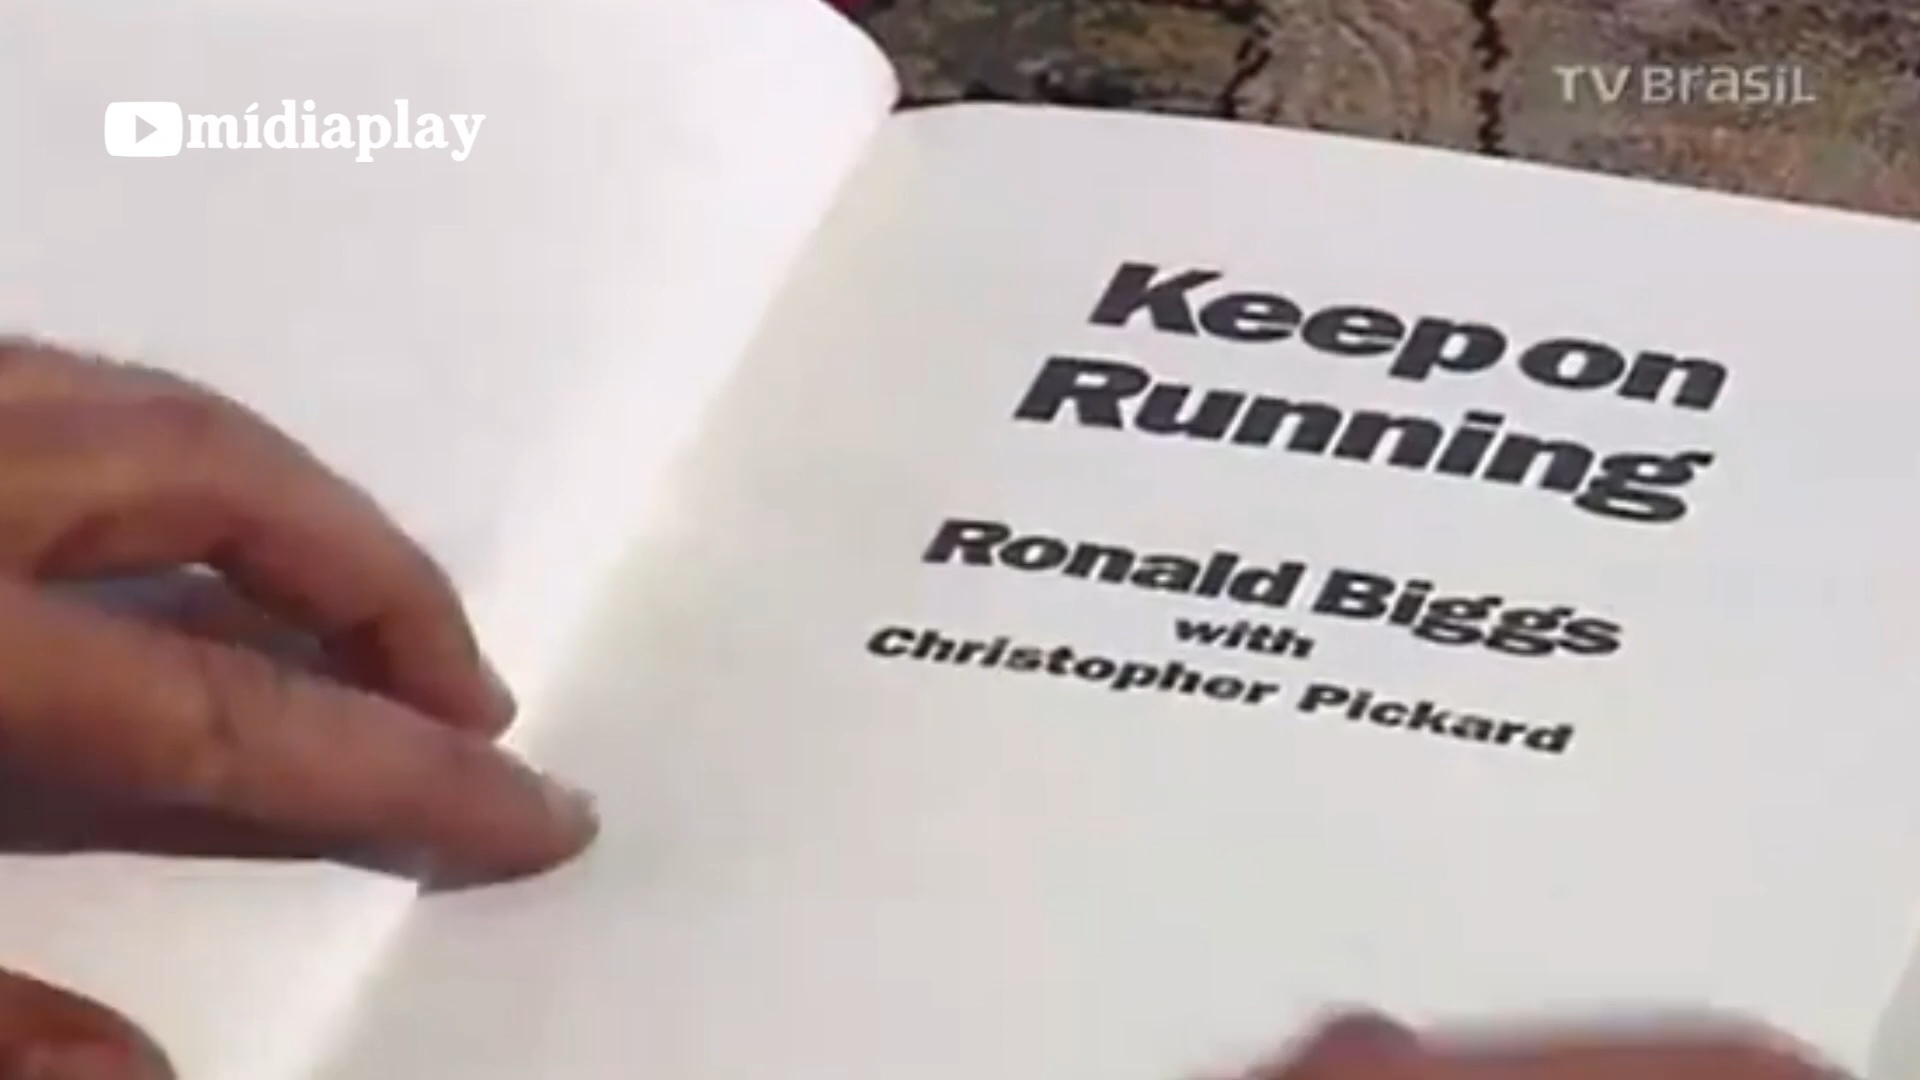 mídiaplay
TV BrasiL
Keep on
Running
Ronald Biggs
with
Christopher Pickard